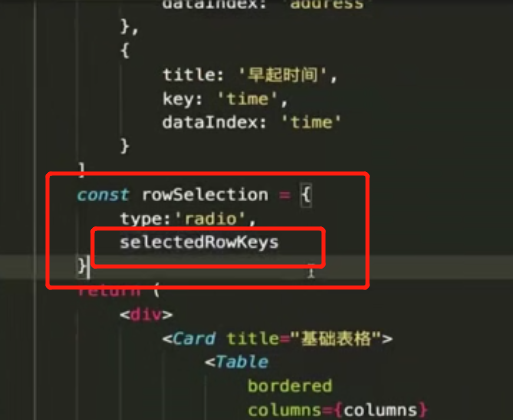 dataIndex: 'address'
},
{
title: '早起时间',
key: 'time',
dataIndex: 'time'
}
]
const rowSelection = {
type:'radio',
selectedRowKeys
}
return (
<div>
<Card title="基础表格">
<Table
bordered
columns={columns}